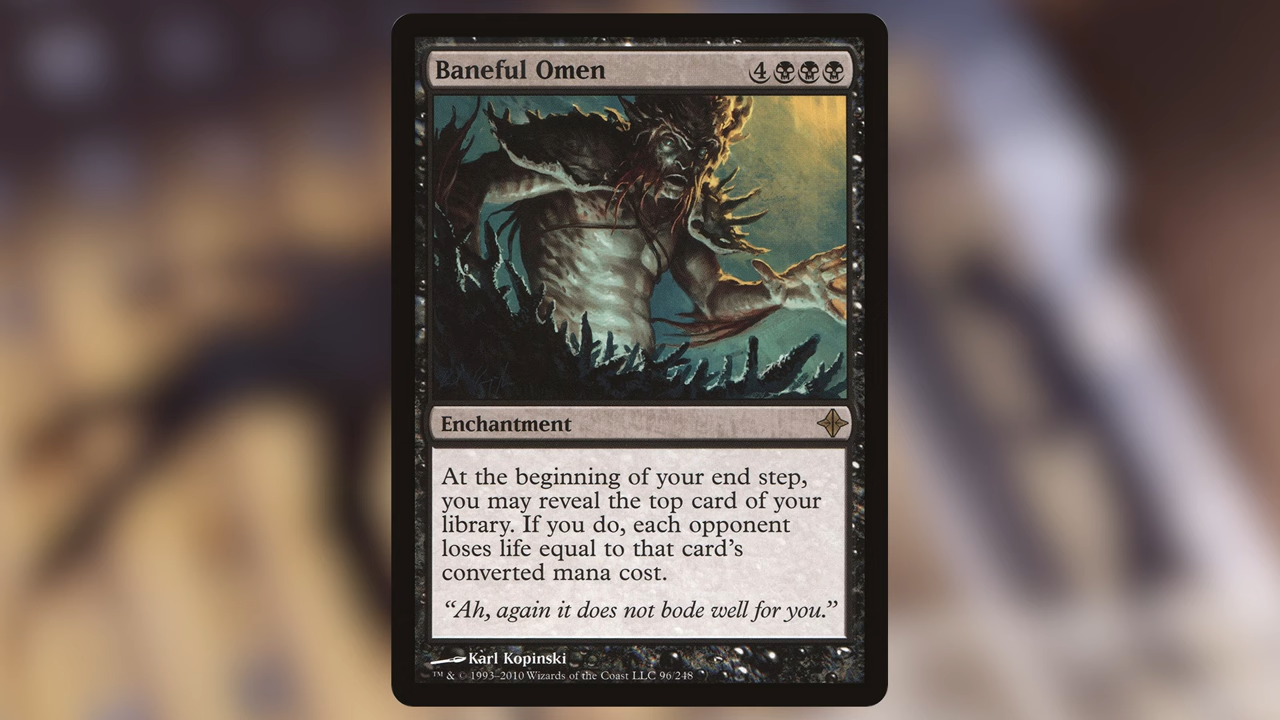 Baneful Omen 4
Enchantment
At the beginning of your end step,
you may reveal the top card of your
library. If you do, each opponent
loses life equal to that card's
converted mana cost.
"Ah, again it does not bode well for you."
Karl Kopinski
™ & © 1993–2010 Wizards of the Coast LLC 96/248